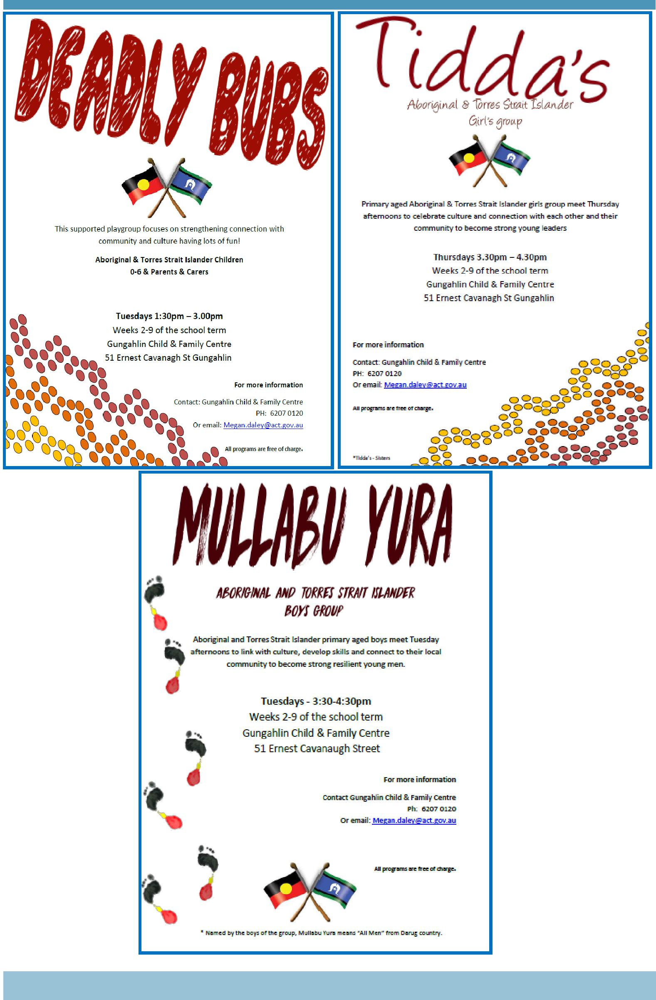 DEADLY BUBS
This supported playgroup focuses on strengthening connection with
community and culture having lots of fun!
Aboriginal & Torres Strait Islander Children
0-6 & Parents & Carers
Tuesdays 1:30pm – 3.00pm
Weeks 2-9 of the school term
Gungahlin Child & Family Centre
51 Ernest Cavanagh St Gungahlin
For more information
Contact: Gungahlin Child & Family Centre
PH: 6207 0120
Or email: Megan.daley@act.gov.au
All programs are free of charge.
Tidda's
Aboriginal & Torres Strait Islander
Girl's group
Primary aged Aboriginal & Torres Strait Islander girls group meet Thursday
afternoons to celebrate culture and connection with each other and their
community to become strong young leaders
Thursdays 3.30pm – 4.30pm
Weeks 2-9 of the school term
Gungahlin Child & Family Centre
51 Ernest Cavanagh St Gungahlin
For more information
Contact: Gungahlin Child & Family Centre
PH: 6207 0120
Or email: Megan.daley@act.gov.au
All programs are free of charge.
*Tidda's - Sisters
MULLABU YURA
ABORIGINAL AND TORRES STRAIT ISLANDER
BOYS GROUP
Aboriginal and Torres Strait Islander primary aged boys meet Tuesday
afternoons to link with culture, develop skills and connect to their local
community to become strong resilient young men.
Tuesdays - 3:30-4:30pm
Weeks 2-9 of the school term
Gungahlin Child & Family Centre
51 Ernest Cavanaugh Street
For more information
Contact Gungahlin Child & Family Centre
Ph: 6207 0120
Or email: Megan.daley@act.gov.au
All programs are free of charge.
* Named by the boys of the group, Mullabu Yura means "All Men" from Darug country.